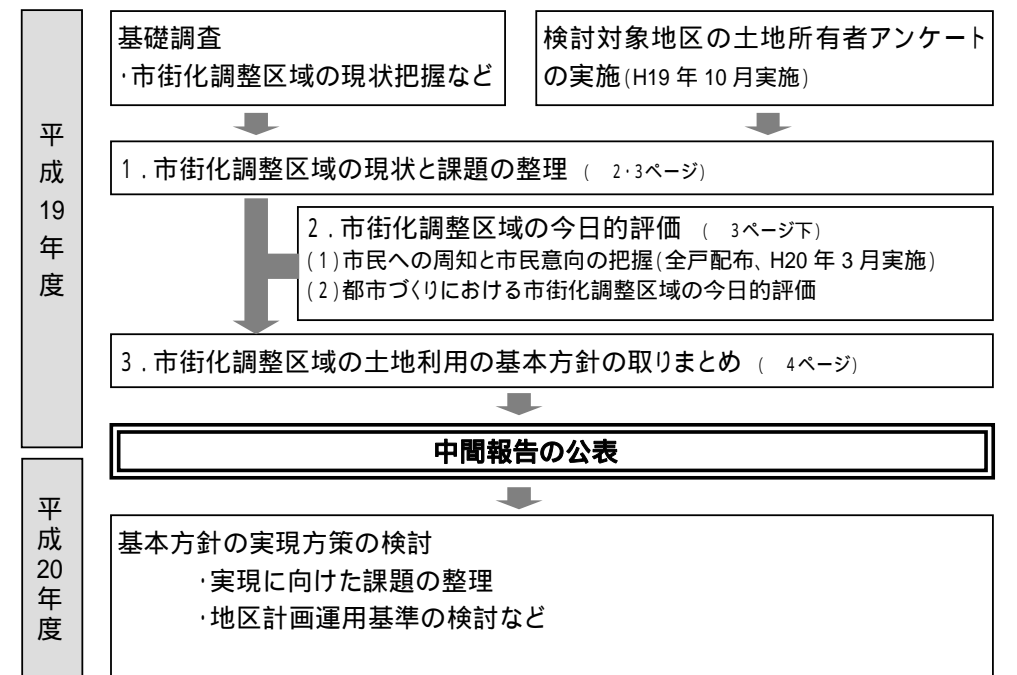 平成19年度
基礎調査
・市街化調整区域の現状把握など
検討対象地区の土地所有者アンケート
の実施(H19年10月実施)
1.市街化調整区域の現状と課題の整理 ( 2・3ページ)
2.市街化調整区域の今日的評価 ( 3ページ下)
(1)市民への周知と市民意向の把握(全戸配布、H20年3月実施)
(2)都市づくりにおける市街化調整区域の今日的評価
3.市街化調整区域の土地利用の基本方針の取りまとめ ( 4ページ)
中間報告の公表
平成20年度
基本方針の実現方策の検討
・実現に向けた課題の整理
・地区計画運用基準の検討など